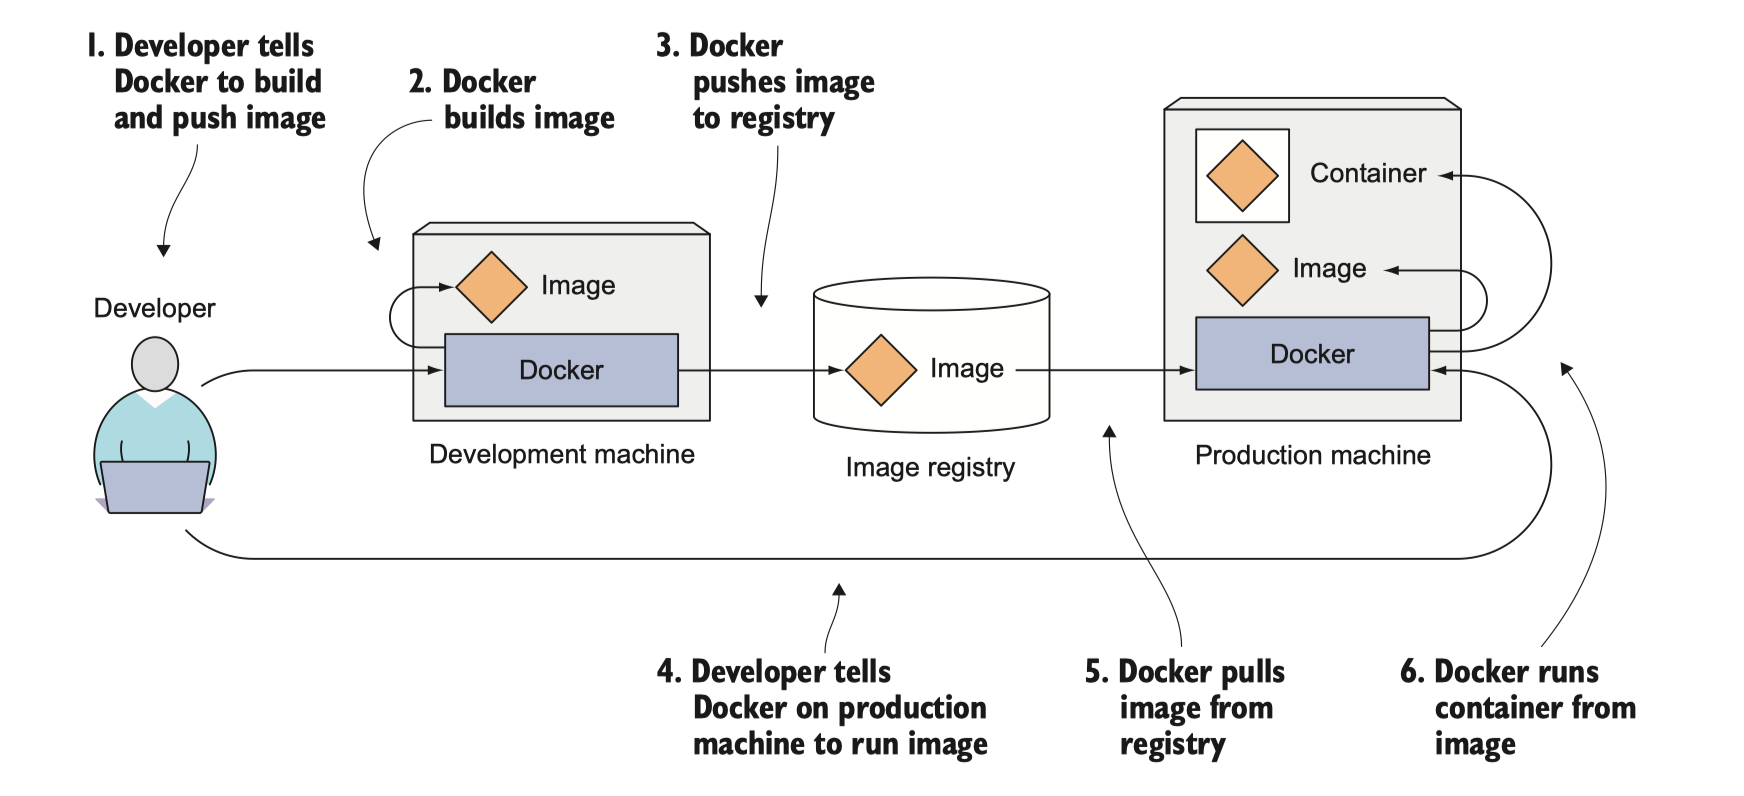 1. Developer tells
Docker to build
and push image
2. Docker
builds image
3. Docker
pushes image
to registry
Developer
Image
Docker
Development machine
Image
Image registry
Container
Image
Docker
Production machine
4. Developer tells
Docker on production
machine to run image
5. Docker pulls
image from
registry
6. Docker runs
container from
image